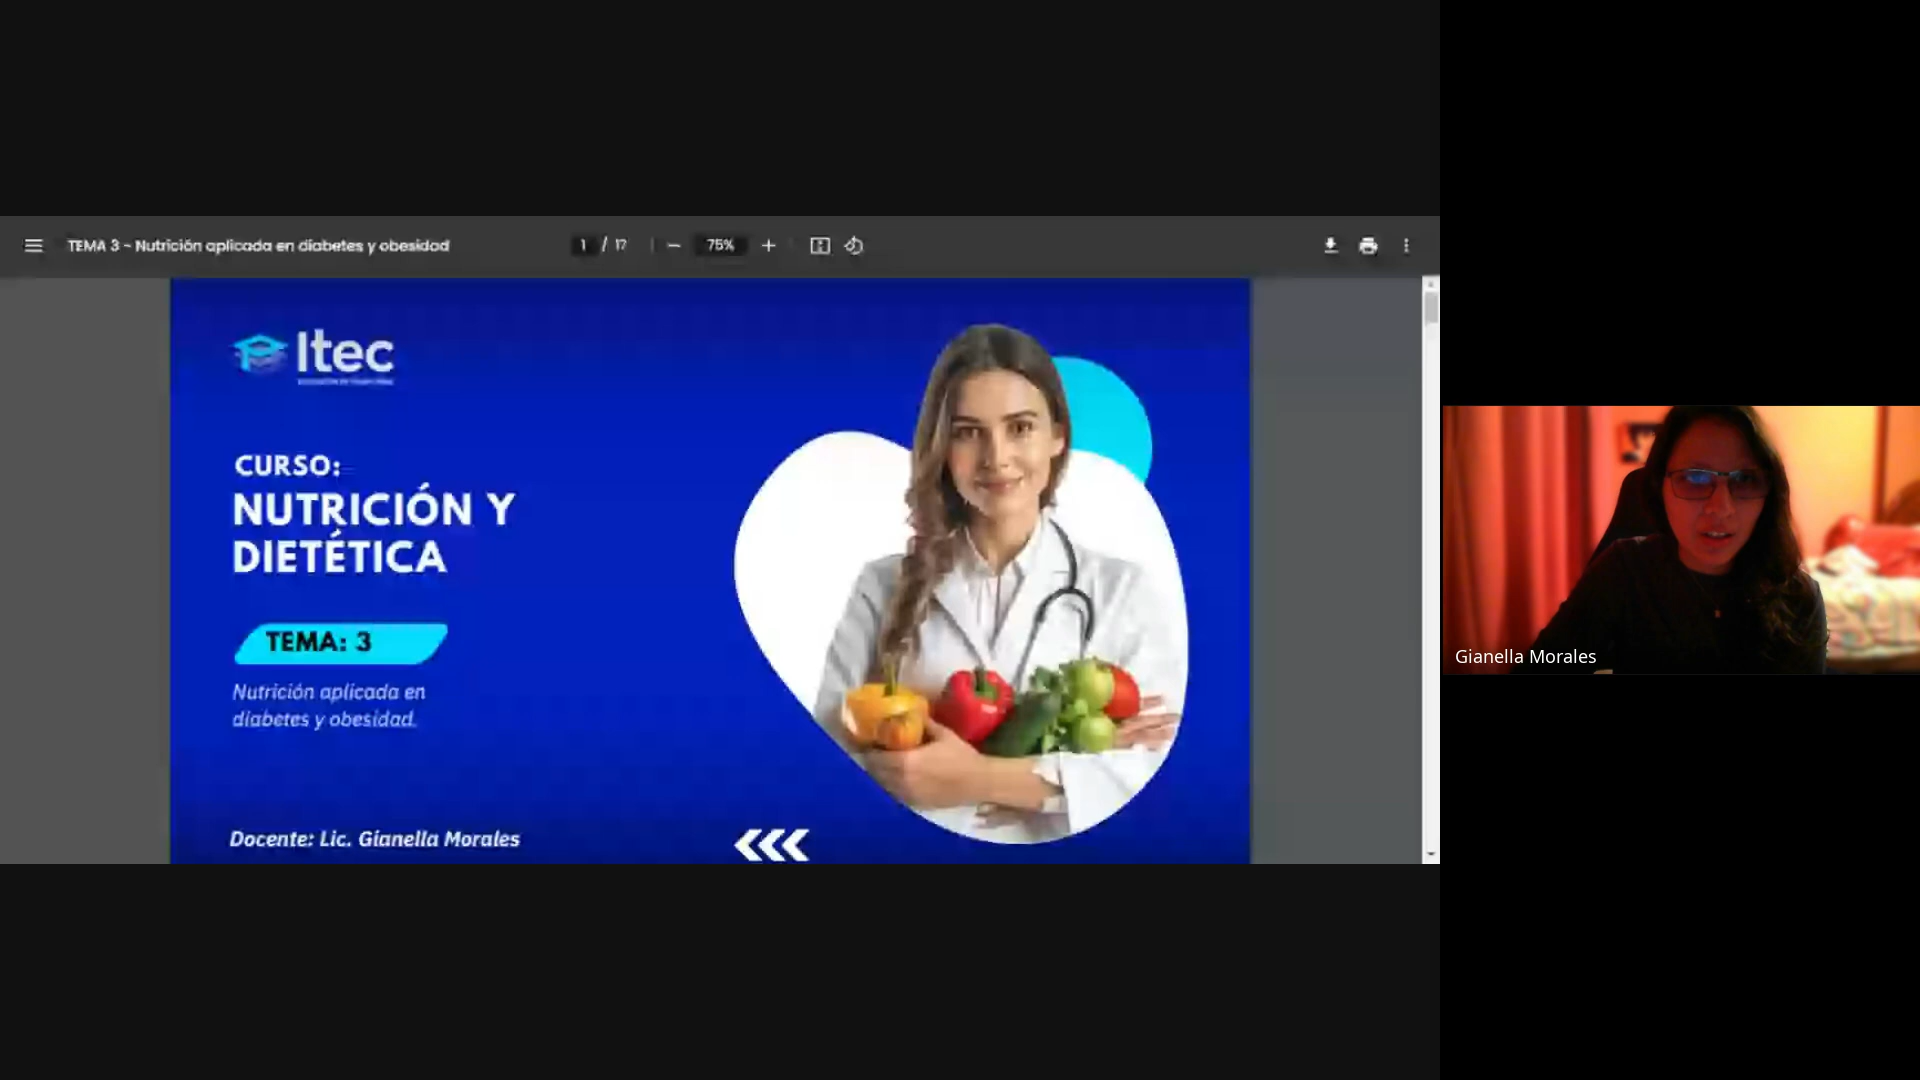 TEMA 3 - Nutrición aplicada en diabetes y obesidad
1 / 17
75%
Itec
CURSO:
NUTRICIÓN Y
DIETÉTICA
TEMA: 3
Nutrición aplicada en
diabetes y obesidad.
Docente: Lic. Gianella Morales
Gianella Morales